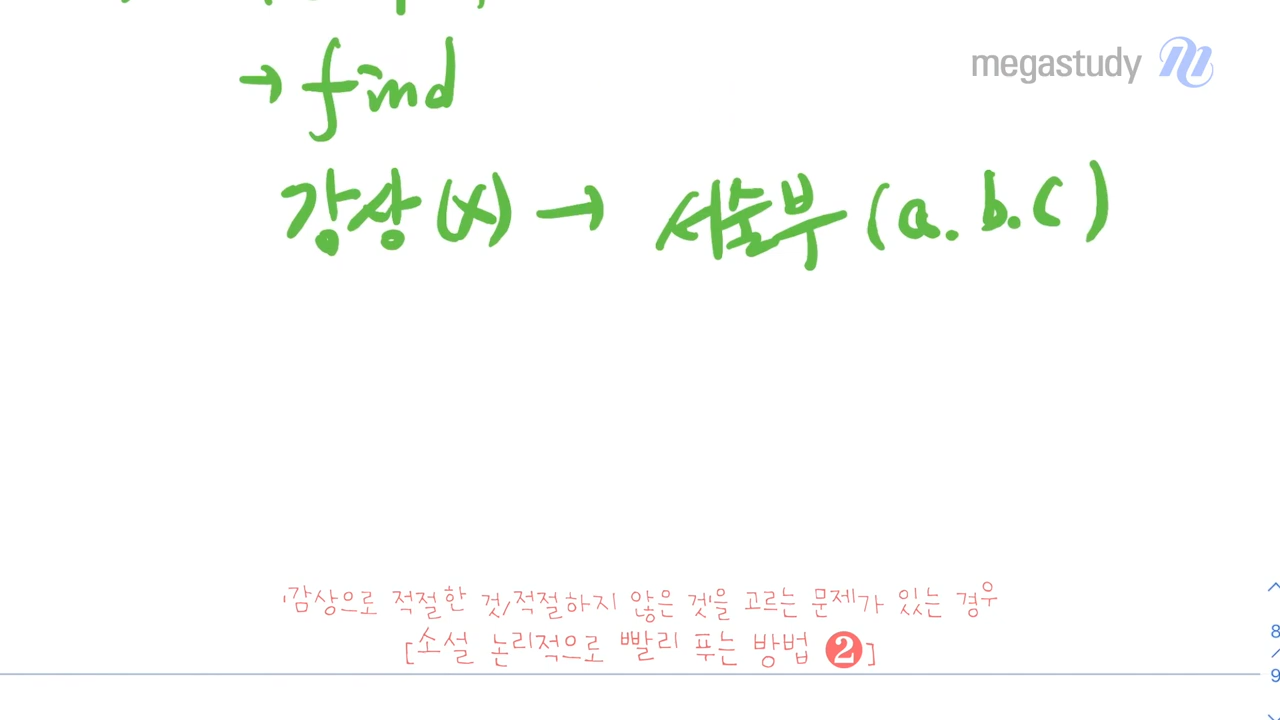 megastudy
→ find
감상(x) → 서술부 (a. b. c)
'감상으로 적절한 것/적절하지 않은 것'을 고르는 문제가 있는 경우
[소설 논리적으로 빨리 푸는 방법 ❷]
8
9